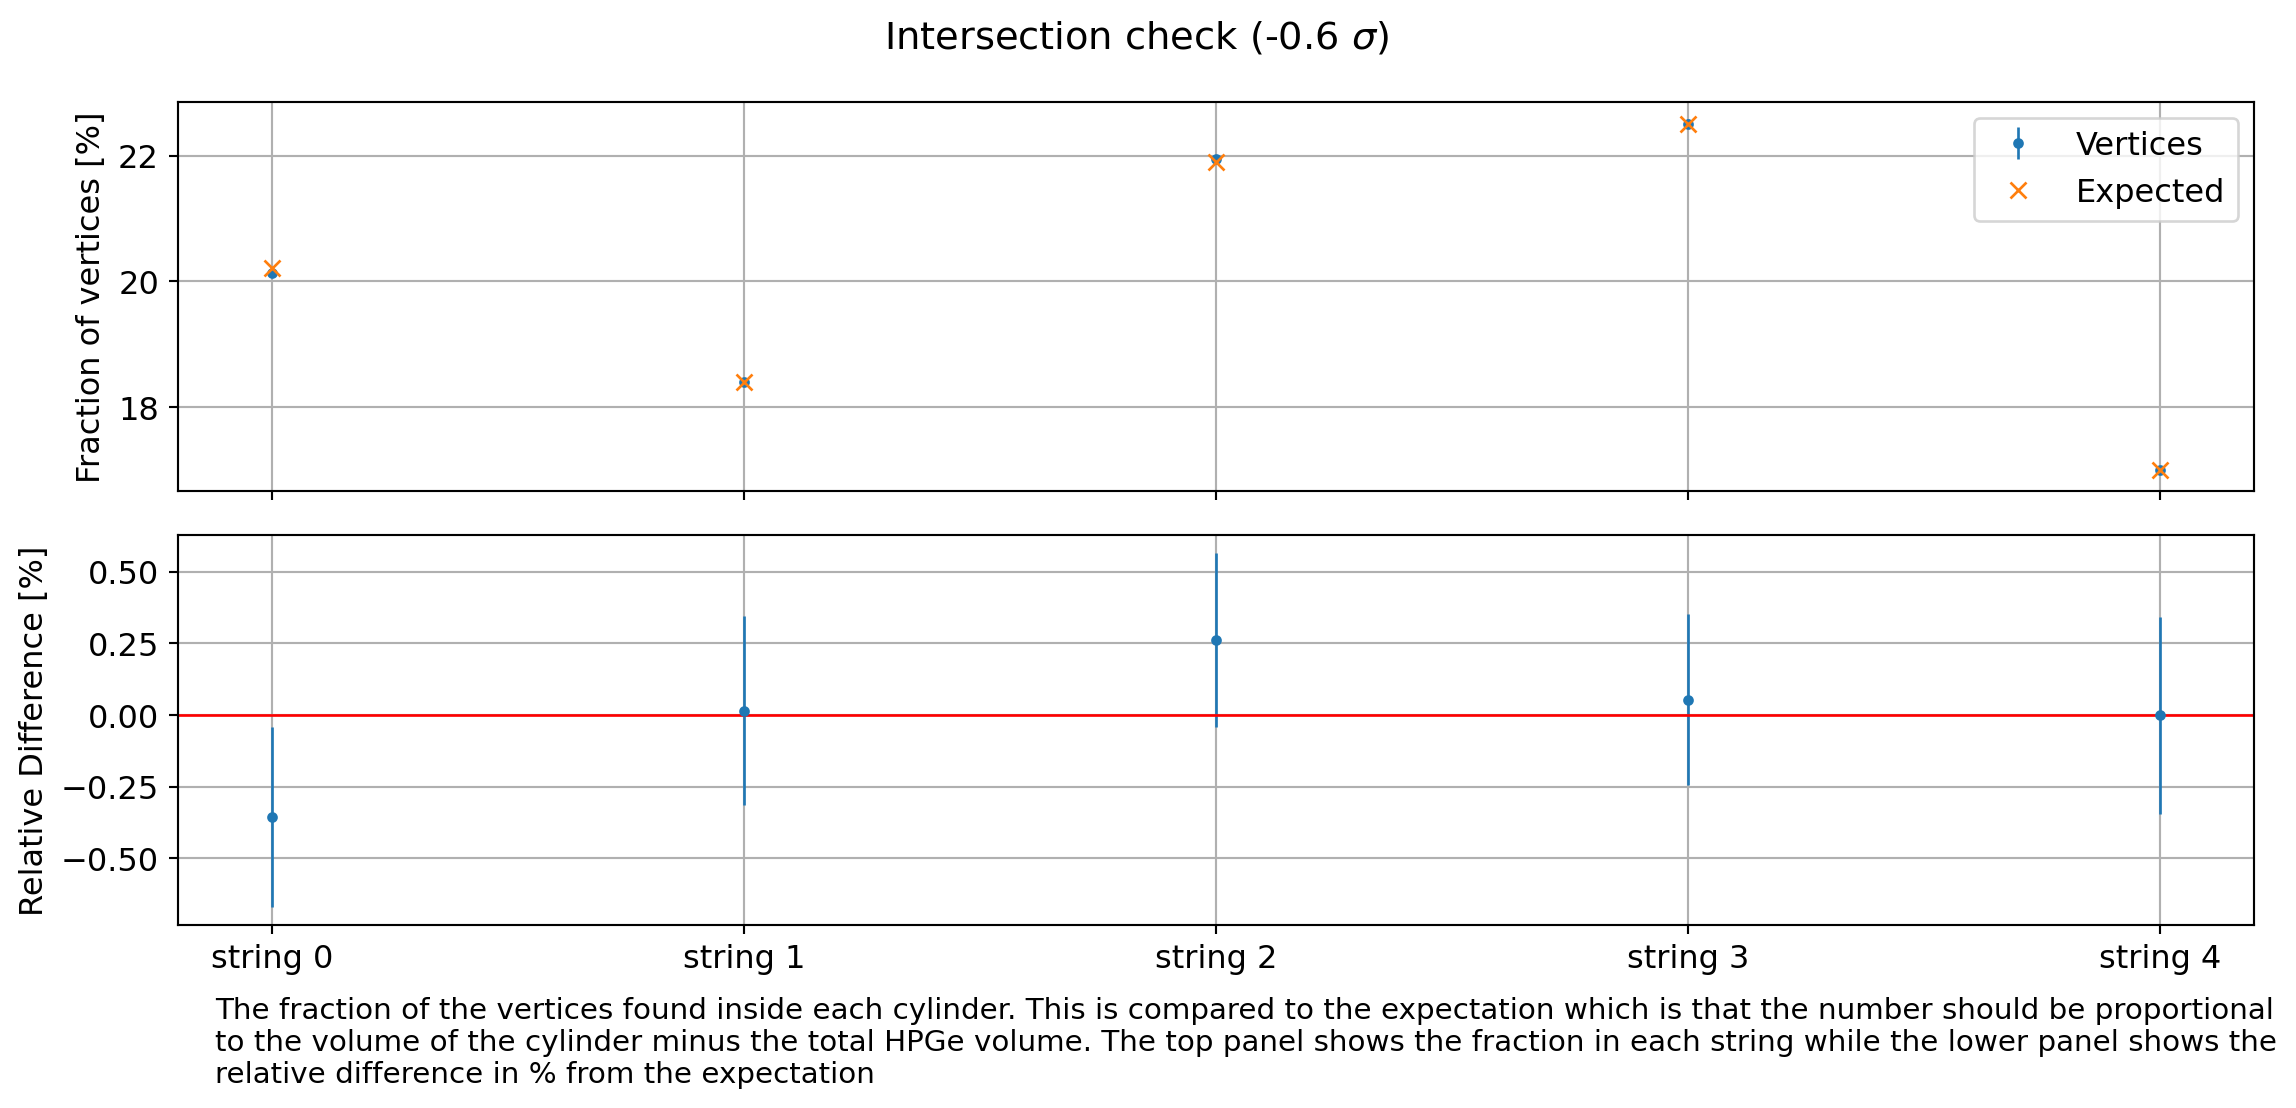 Intersection check (-0.6 σ)
Fraction of vertices [%]
22
20
18
Vertices
Expected
Relative Difference [%]
0.50
0.25
0.00
−0.25
−0.50
string 0 string 1 string 2 string 3 string 4
The fraction of the vertices found inside each cylinder. This is compared to the expectation which is that the number should be proportional
to the volume of the cylinder minus the total HPGe volume. The top panel shows the fraction in each string while the lower panel shows the
relative difference in % from the expectation